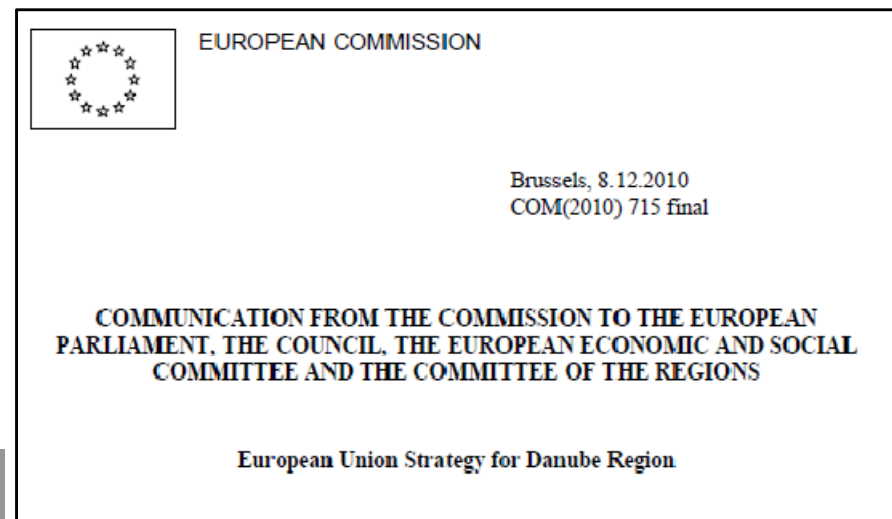 EUROPEAN COMMISSION
Brussels, 8.12.2010
COM(2010) 715 final
COMMUNICATION FROM THE COMMISSION TO THE EUROPEAN
PARLIAMENT, THE COUNCIL, THE EUROPEAN ECONOMIC AND SOCIAL
COMMITTEE AND THE COMMITTEE OF THE REGIONS
European Union Strategy for Danube Region